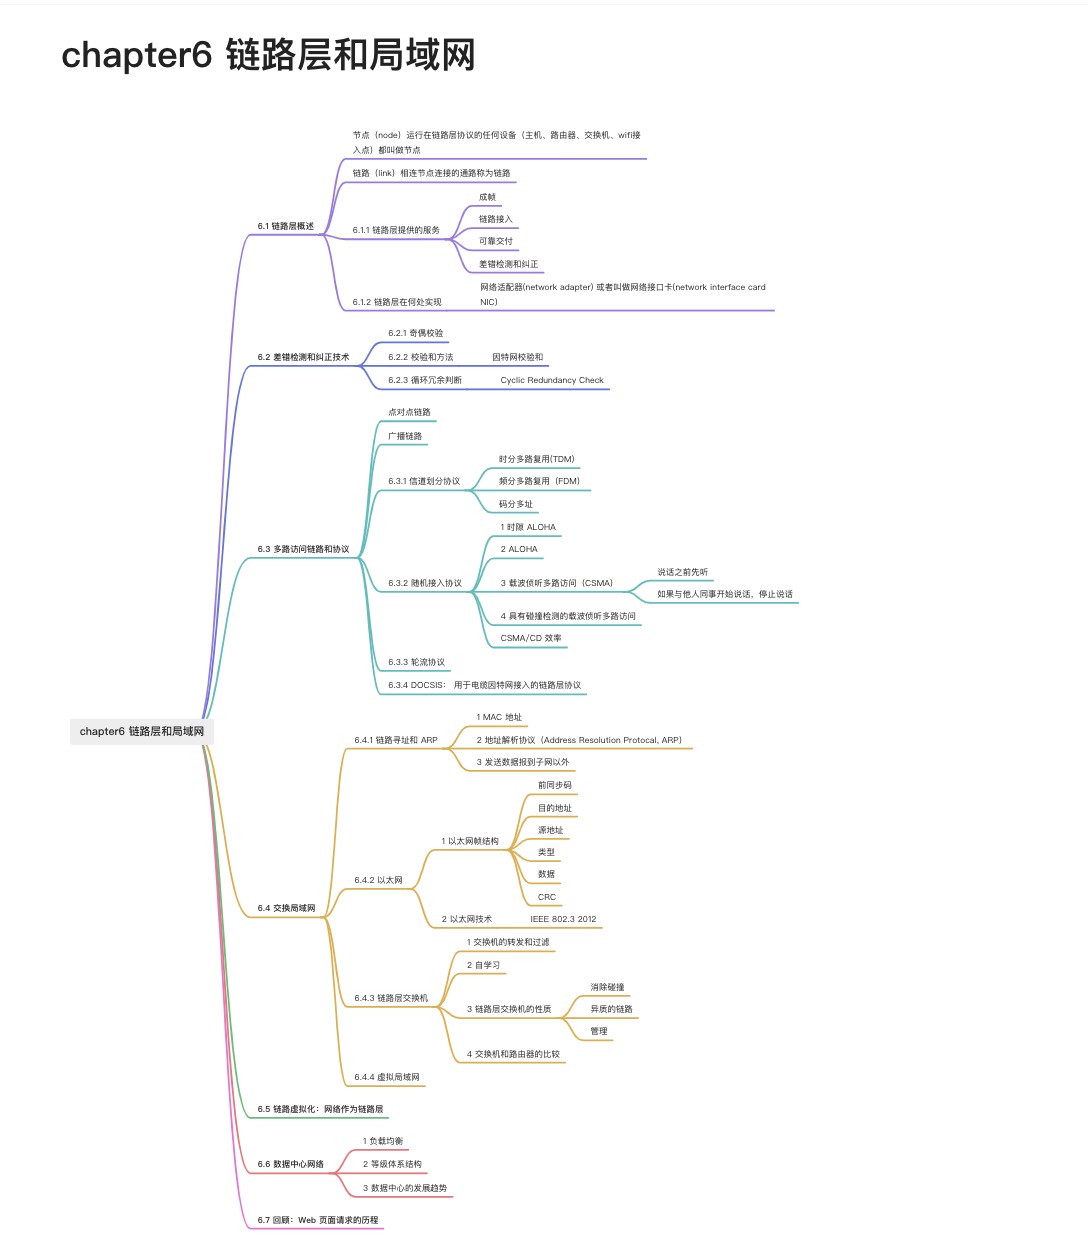 chapter6 链路层和局域网
节点（node）运行在链路层协议的任何设备（主机、路由器、交换机、wifi接
入点）都叫做节点
链路（link）相连节点连接的通路称为链路
6.1 链路层概述
6.1.1 链路层提供的服务
成帧
链路接入
可靠交付
差错检测和纠正
6.1.2 链路层在何处实现
网络适配器(network adapter) 或者叫做网络接口卡(network interface card
NIC)
6.2 差错检测和纠正技术
6.2.1 奇偶校验
6.2.2 校验和方法
因特网校验和
6.2.3 循环冗余判断
Cyclic Redundancy Check
6.3 多路访问链路和协议
点对点链路
广播链路
6.3.1 信道划分协议
时分多路复用(TDM)
频分多路复用（FDM）
码分多址
6.3.2 随机接入协议
1 时隙 ALOHA
2 ALOHA
3 载波侦听多路访问（CSMA）
说话之前先听
如果与他人同事开始说话，停止说话
4 具有碰撞检测的载波侦听多路访问
CSMA/CD 效率
6.3.3 轮流协议
6.3.4 DOCSIS： 用于电缆因特网接入的链路层协议
chapter6 链路层和局域网
6.4 交换局域网
6.4.1 链路寻址和 ARP
1 MAC 地址
2 地址解析协议（Address Resolution Protocal, ARP）
3 发送数据报到子网以外
6.4.2 以太网
1 以太网帧结构
前同步码
目的地址
源地址
类型
数据
CRC
2 以太网技术
IEEE 802.3 2012
6.4.3 链路层交换机
1 交换机的转发和过滤
2 自学习
3 链路层交换机的性质
消除碰撞
异质的链路
管理
4 交换机和路由器的比较
6.4.4 虚拟局域网
6.5 链路虚拟化：网络作为链路层
6.6 数据中心网络
1 负载均衡
2 等级体系结构
3 数据中心的发展趋势
6.7 回顾：Web 页面请求的历程